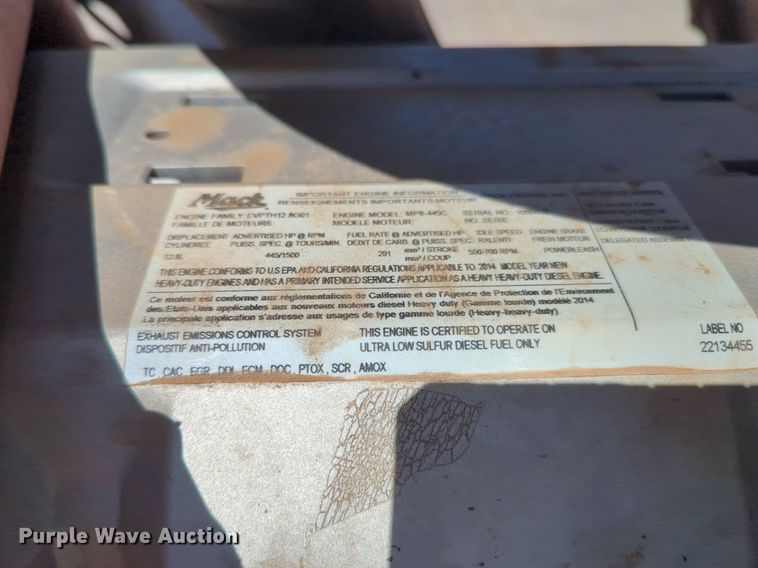 Mack
IMPORTANT ENGINE INFORMATION TRUCKS, INC
RENSEIGNEMENTS IMPORTANTS MOTEUR
ENGINE FAMILY: EVPTH12.8G01 ENGINE MODEL: MP8-445C SERIAL NO
FAMILLE DE MOTEURS: MODELE MOTEUR: NO. SERIE:
DISPLACEMENT ADVERTISED HP @ RPM FUEL RATE @ ADVERTISED HP IDLE SPEED ENGINE BRAKE
CYLINDREE PUISS. SPEC. @ TOURS/MIN. DEBIT DE CARB. @ PUISS. SPEC. RALENTI: FREIN MOTEUR DELEGATED ASSEMBLY
12.8L 445/1500 291 mm³ / STROKE 550-700 RPM POWERLEASH
mm³ / COUP
THIS ENGINE CONFORMS TO U.S EPA AND CALIFORNIA REGULATIONS APPLICABLE TO 2014 MODEL YEAR NEW
HEAVY-DUTY ENGINES AND HAS A PRIMARY INTENDED SERVICE APPLICATION AS A HEAVY HEAVY-DUTY DIESEL ENGINE.
Ce moteur est conforme aux réglementations de Californie et de l'Agence de Protection de l'Environnement
des Etats-Unis applicables aux nouveaux moteurs diesel Heavy duty (Gamme lourde) modèle 2014
La principale application s'adresse aux usages de type gamme lourde (Heavy-heavy-duty)
EXHAUST EMISSIONS CONTROL SYSTEM THIS ENGINE IS CERTIFIED TO OPERATE ON LABEL NO
DISPOSITIF ANTI-POLLUTION ULTRA LOW SULFUR DIESEL FUEL ONLY 22134455
TC , CAC, EGR, DDI, ECM, DOC, PTOX , SCR , AMOX
Purple Wave Auction